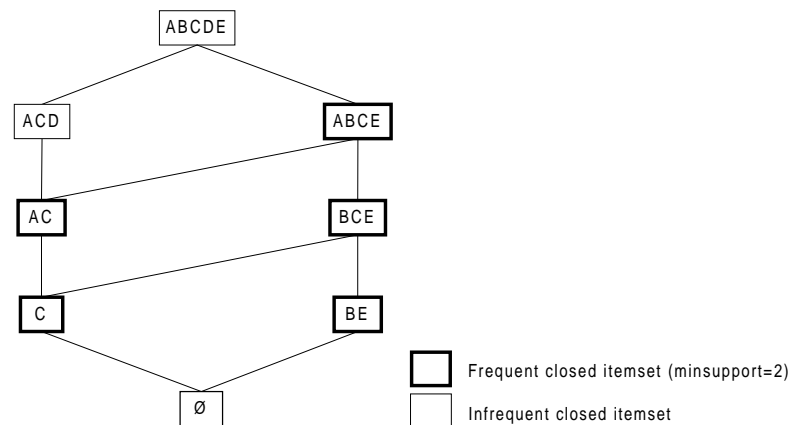 ABCDE
ACD
ABCE
AC
BCE
C
BE
Ø
Frequent closed itemset (minsupport=2)
Infrequent closed itemset